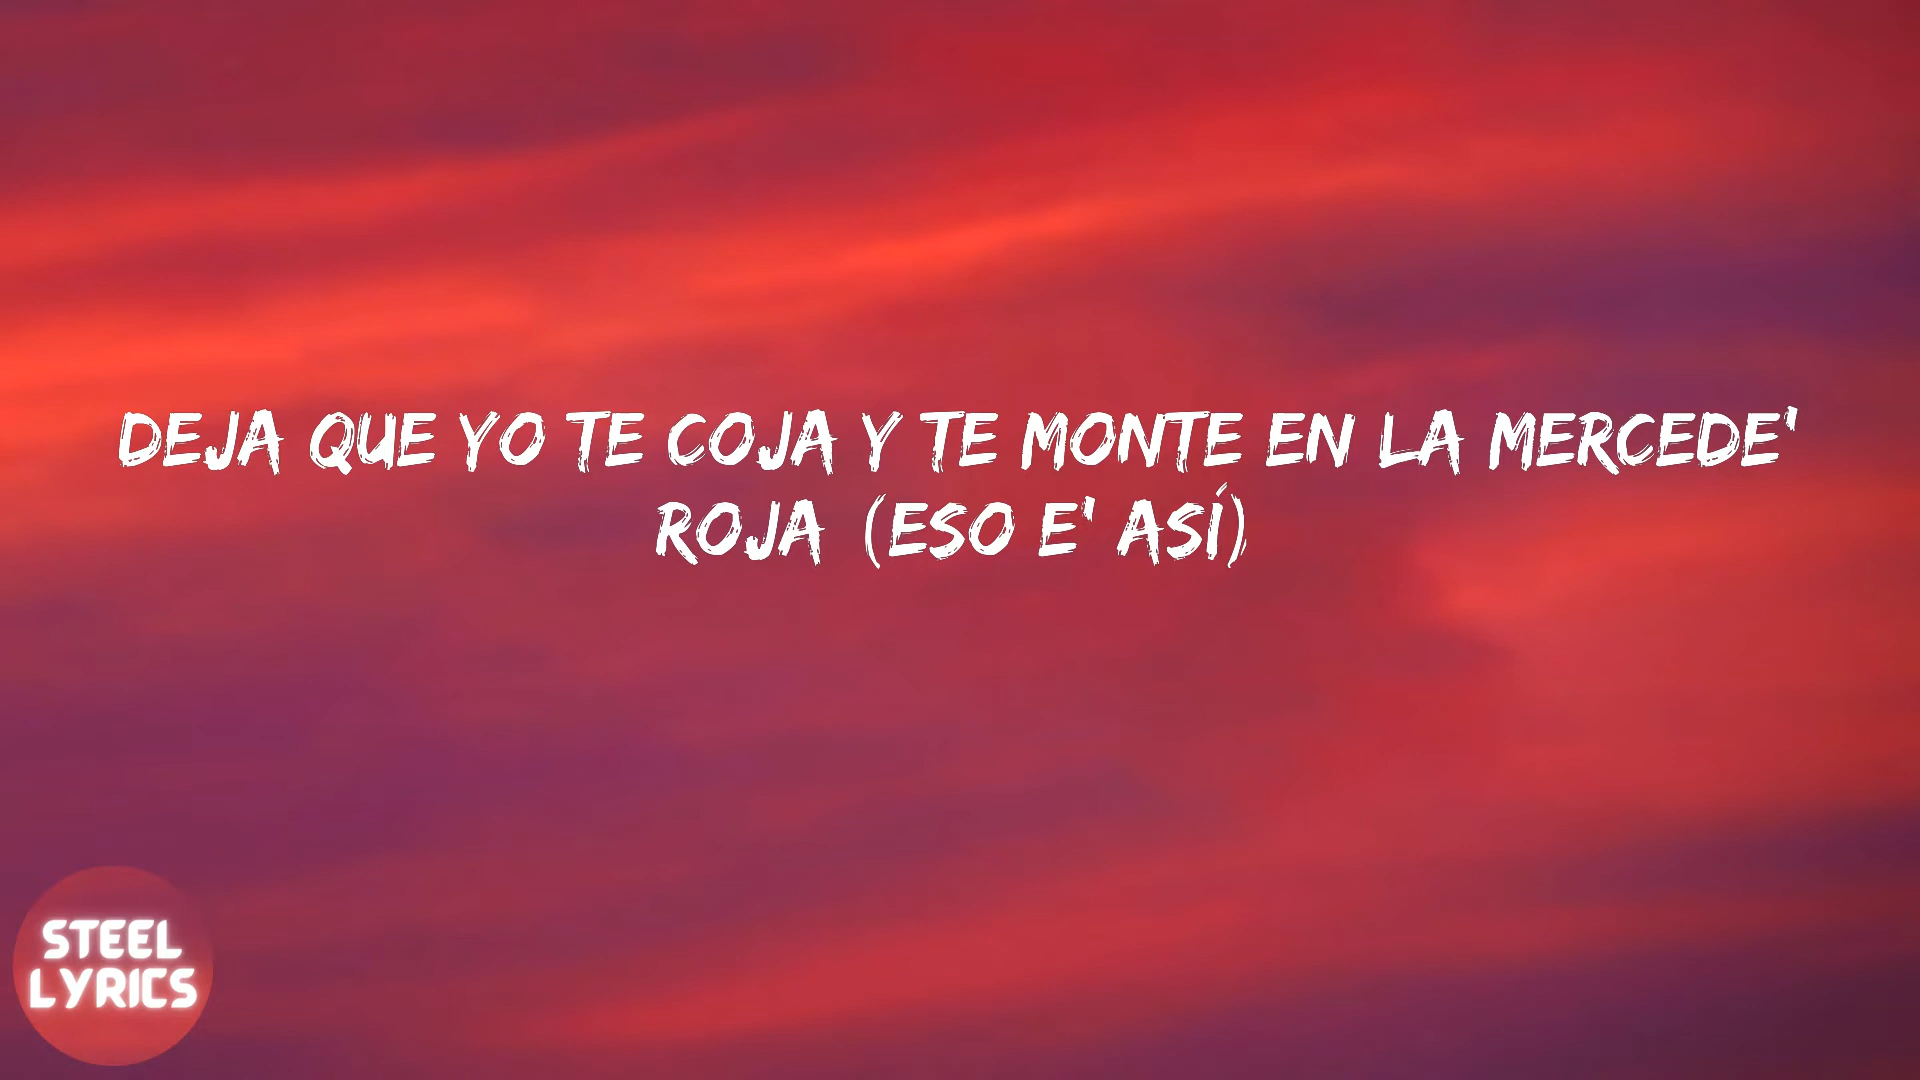 DEJA QUE YO TE COJA Y TE MONTE EN LA MERCEDE'
ROJA (ESO E' ASÍ)
STEEL
LYRICS